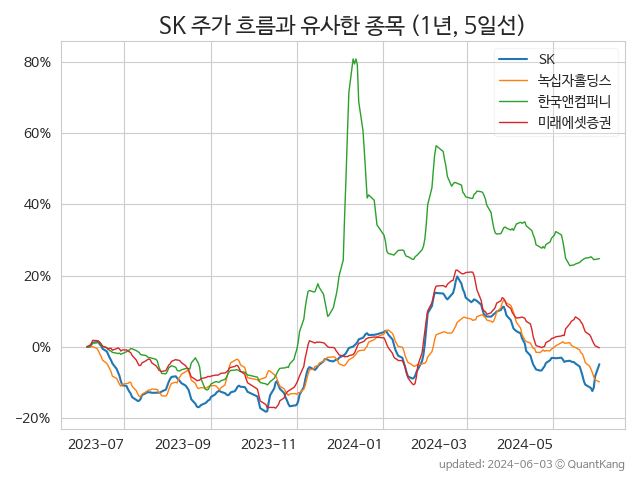 SK 주가 흐름과 유사한 종목 (1년, 5일선)
SK
녹십자홀딩스
한국앤컴퍼니
미래에셋증권
80%
60%
40%
20%
0%
−20%
2023-07
2023-09
2023-11
2024-01
2024-03
2024-05
updated: 2024-06-03 © QuantKang